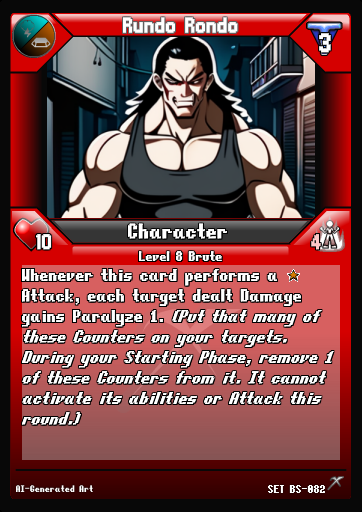 Rundo Rondo
3
10
Character
4
Level 8 Brute
Whenever this card performs a
Attack, each target dealt Damage
gains Paralyze 1. (Put that many of
these Counters on your targets.
During your Starting Phase, remove 1
of these Counters from it. It cannot
activate its abilities or Attack this
round.)
AI-Generated Art
SET BS-082